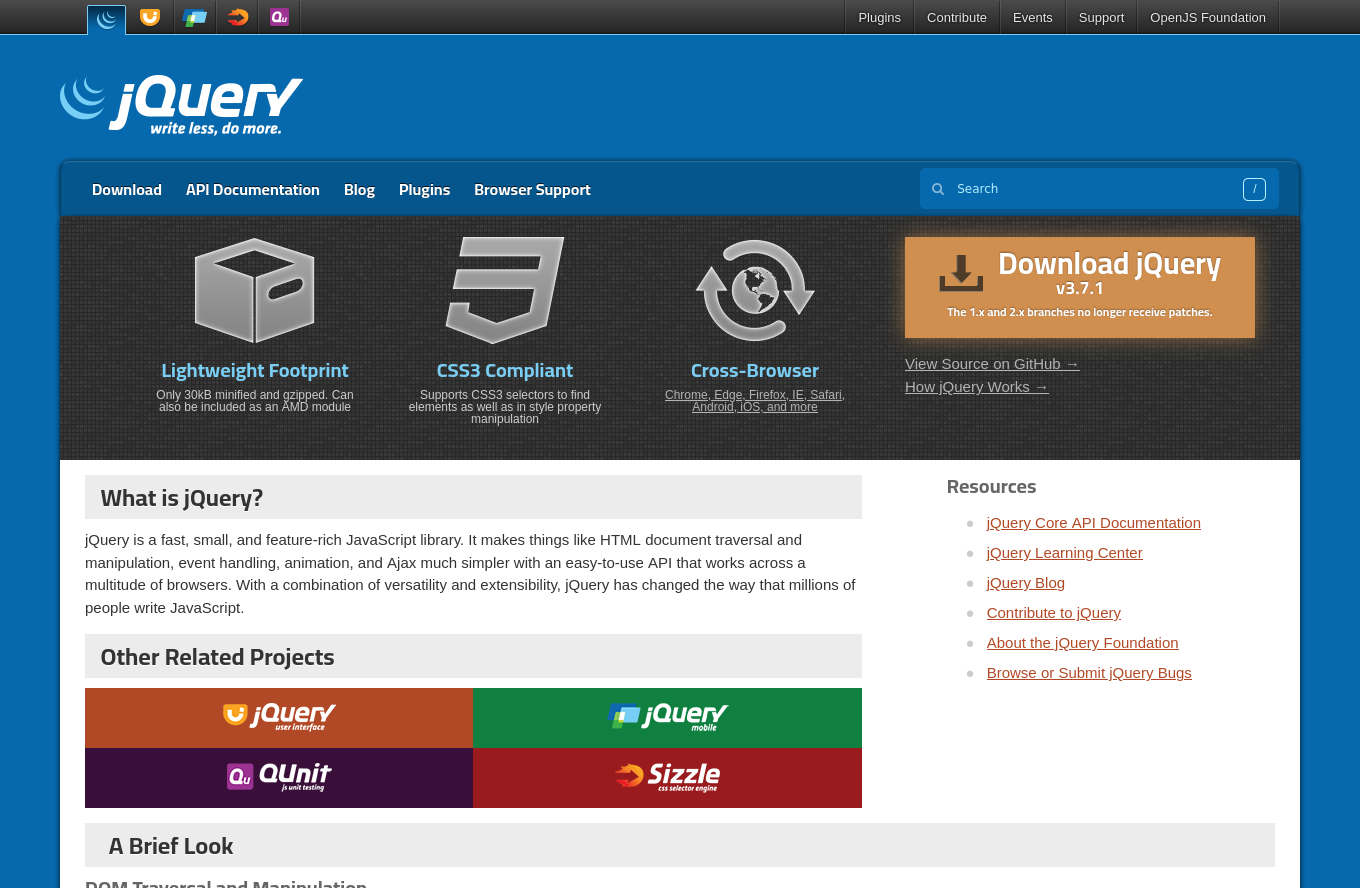 Qu
Plugins
Contribute
Events
Support
OpenJS Foundation
jQuery
write less, do more.
Download
API Documentation
Blog
Plugins
Browser Support
Search
/
Lightweight Footprint
Only 30kB minified and gzipped. Can
also be included as an AMD module
CSS3 Compliant
Supports CSS3 selectors to find
elements as well as in style property
manipulation
Cross-Browser
Chrome, Edge, Firefox, IE, Safari,
Android, iOS, and more
Download jQuery
v3.7.1
The 1.x and 2.x branches no longer receive patches.
View Source on GitHub →
How jQuery Works →
What is jQuery?
jQuery is a fast, small, and feature-rich JavaScript library. It makes things like HTML document traversal and
manipulation, event handling, animation, and Ajax much simpler with an easy-to-use API that works across a
multitude of browsers. With a combination of versatility and extensibility, jQuery has changed the way that millions of
people write JavaScript.
Other Related Projects
jQuery
user interface
jQuery
mobile
Qu QUnit
js unit testing
Sizzle
css selector engine
Resources
jQuery Core API Documentation
jQuery Learning Center
jQuery Blog
Contribute to jQuery
About the jQuery Foundation
Browse or Submit jQuery Bugs
A Brief Look
DOM Traversal and Manipulation